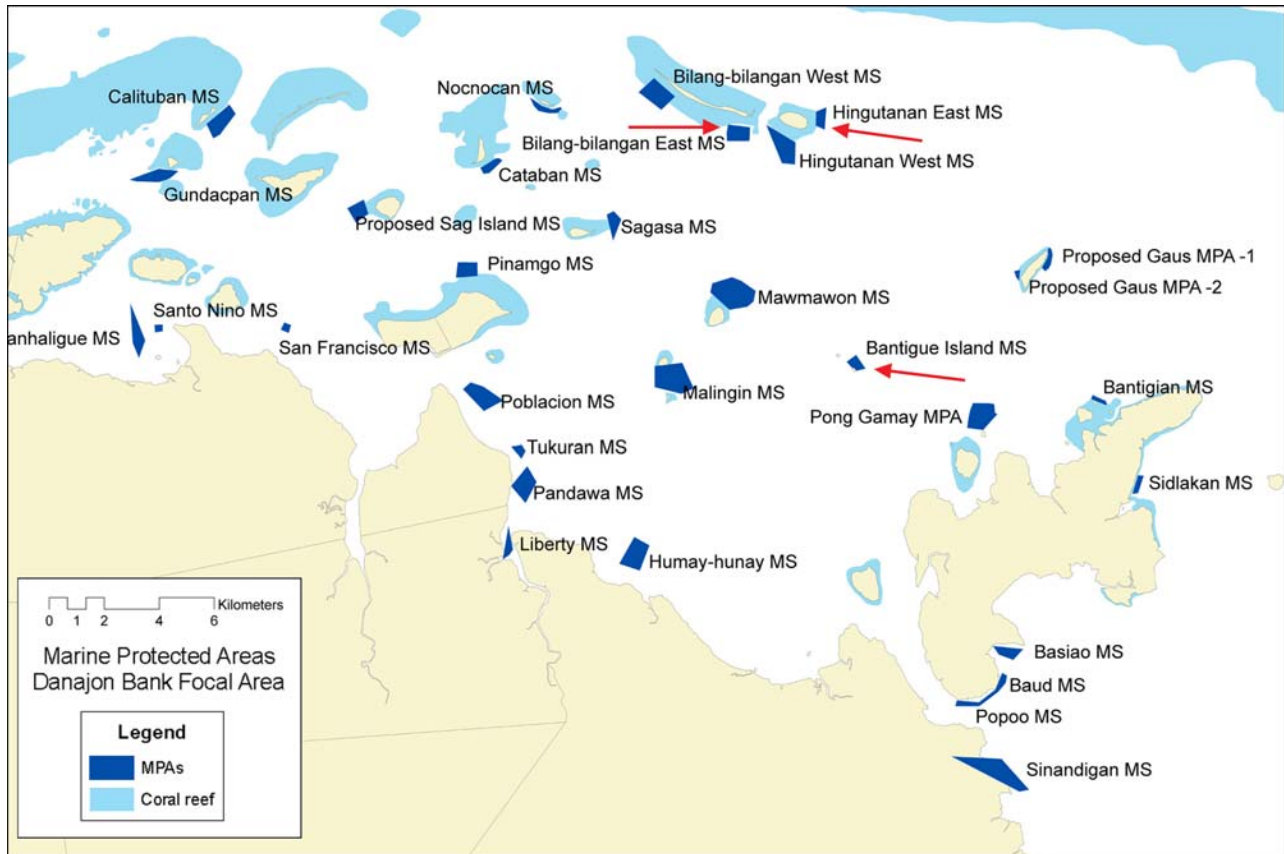 Bilang-bilangan West MS
Nocnocan MS
Calituban MS
Hingutanan East MS
Bilang-bilangan East MS
Hingutanan West MS
Cataban MS
Gundacpan MS
Proposed Sag Island MS
Sagasa MS
Proposed Gaus MPA -1
Pinamgo MS
Proposed Gaus MPA -2
Mawmawon MS
Santo Nino MS
anhaligue MS
San Francisco MS
Bantigue Island MS
Malingin MS
Bantigian MS
Poblacion MS
Pong Gamay MPA
Tukuran MS
Sidlakan MS
Pandawa MS
Liberty MS
Humay-hunay MS
Kilometers
0 1 2 4 6
Marine Protected Areas
Danajon Bank Focal Area
Legend
MPAs
Coral reef
Basiao MS
Baud MS
Popoo MS
Sinandigan MS